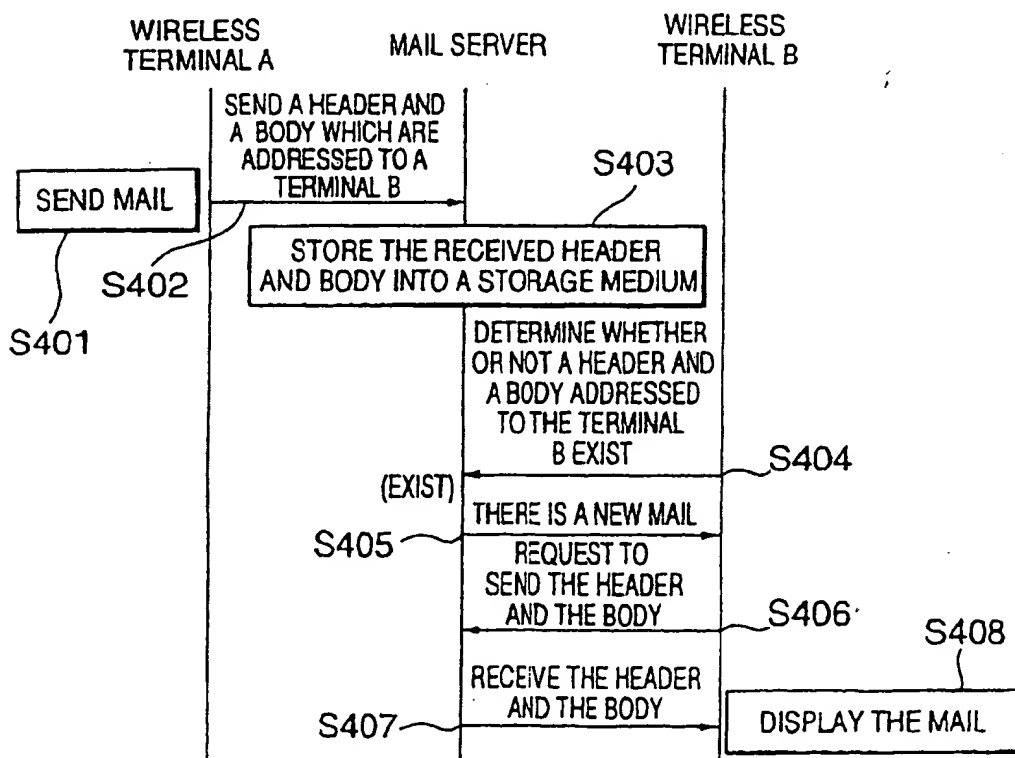 WIRELESS
TERMINAL A
MAIL SERVER
WIRELESS
TERMINAL B
SEND A HEADER AND
A BODY WHICH ARE
ADDRESSED TO A
TERMINAL B
S403
SEND MAIL
STORE THE RECEIVED HEADER
AND BODY INTO A STORAGE MEDIUM
S402
S401
DETERMINE WHETHER
OR NOT A HEADER AND
A BODY ADDRESSED
TO THE TERMINAL
B EXIST
S404
(EXIST)
THERE IS A NEW MAIL
S405
REQUEST TO
SEND THE HEADER
AND THE BODY
S406
S408
RECEIVE THE HEADER
AND THE BODY
S407
DISPLAY THE MAIL